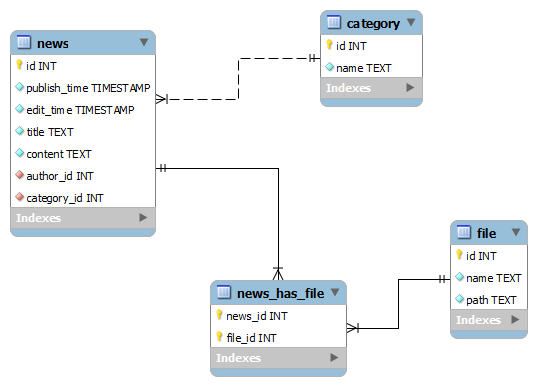 news
id INT
publish_time TIMESTAMP
edit_time TIMESTAMP
title TEXT
content TEXT
author_id INT
category_id INT
Indexes
category
id INT
name TEXT
Indexes
news_has_file
news_id INT
file_id INT
Indexes
file
id INT
name TEXT
path TEXT
Indexes